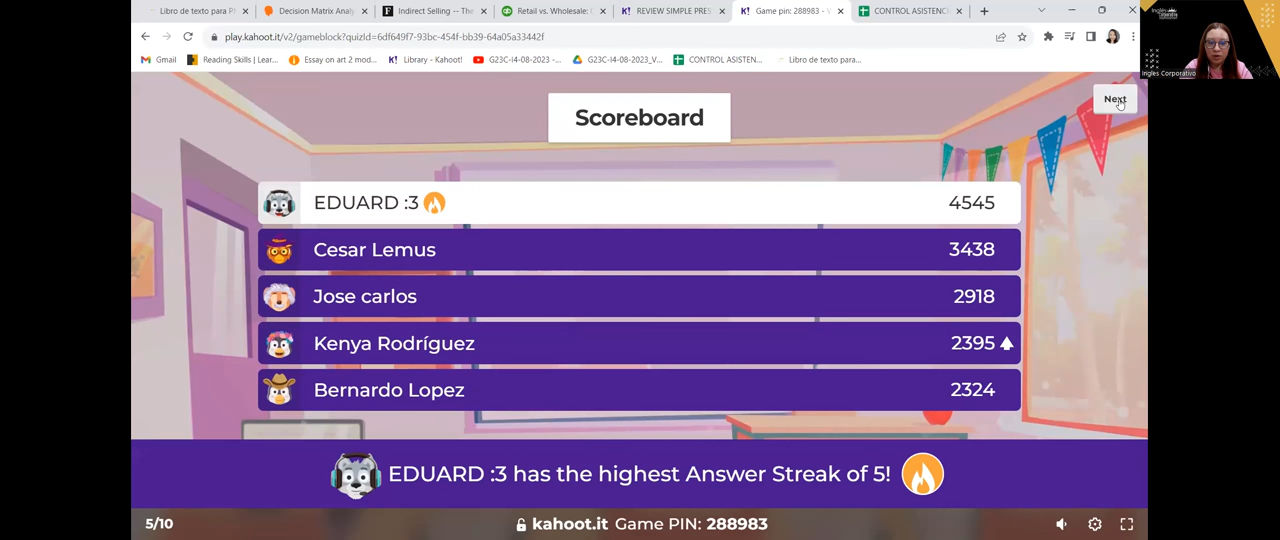 Libro de texto para Pr
Decision Matrix Anal
Indirect Selling -- The
Retail vs. Wholesale: 
REVIEW SIMPLE PRES
Game pin: 288983 - V
CONTROL ASISTENC
play.kahoot.it/v2/gameblock?quizId=6df649f7-93bc-454f-bb39-64a05a33442f
Gmail
Reading Skills | Lear...
Essay on art 2 mod...
Library - Kahoot!
G23C-I4-08-2023 -...
G23C-I4-08-2023_V...
CONTROL ASISTEN...
Libro de texto para...
Inglés Corporativo
Scoreboard
Next
EDUARD :3 4545
Cesar Lemus 3438
Jose carlos 2918
Kenya Rodríguez 2395
Bernardo Lopez 2324
EDUARD :3 has the highest Answer Streak of 5!
5/10
kahoot.it Game PIN: 288983